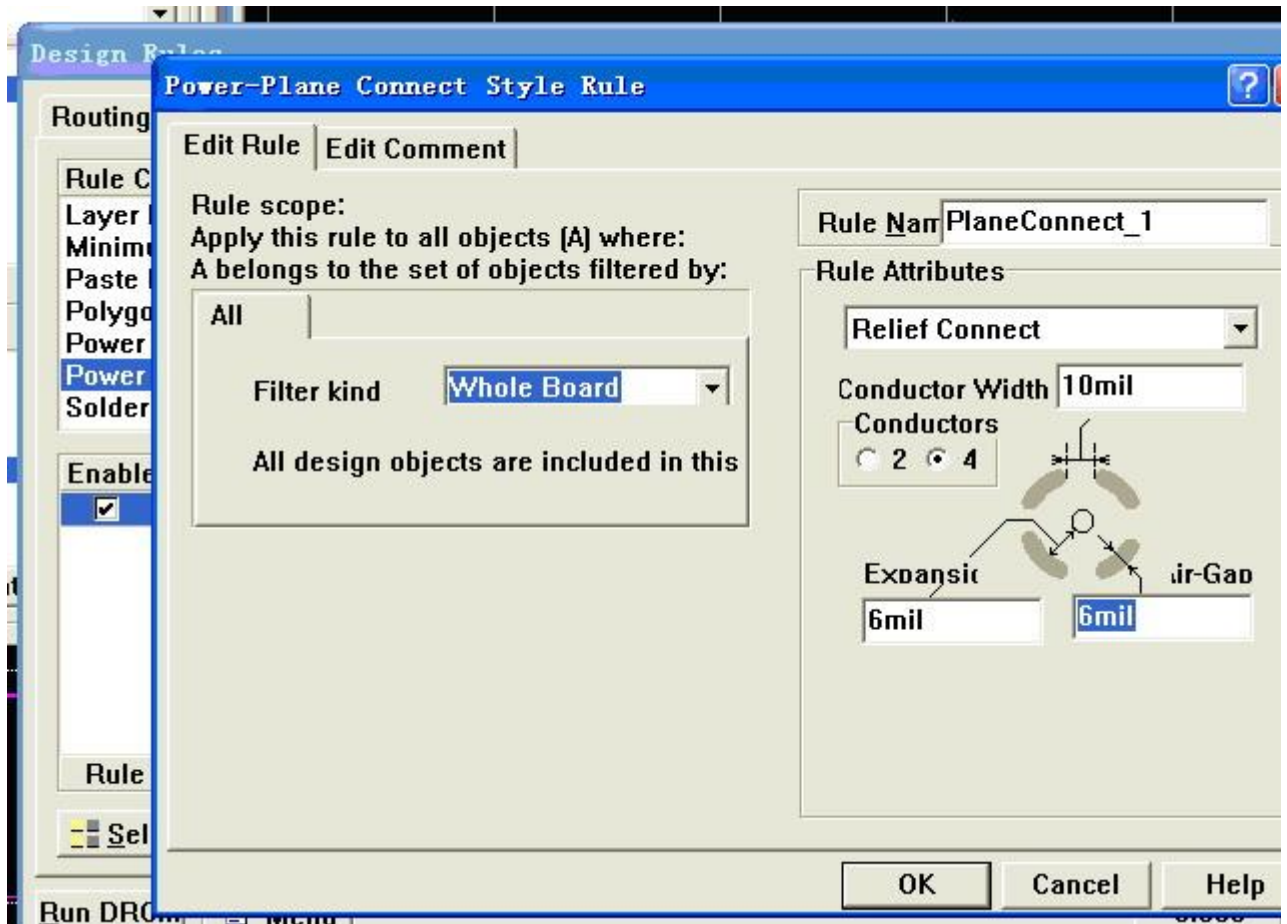 Design Rules
Power-Plane Connect Style Rule
?
Routing
Edit Rule
Edit Comment
Rule C
Layer
Minimu
Paste
Polygo
Power
Power
Solder
Enable
Rule
Sel
Run DRC
Menu
Rule scope:
Apply this rule to all objects (A) where:
A belongs to the set of objects filtered by:
All
Filter kind
Whole Board
All design objects are included in this
Rule Nam
PlaneConnect_1
Rule Attributes
Relief Connect
Conductor Width
10mil
Conductors
2
4
Expansic
ir-Gap
6mil
6mil
OK
Cancel
Help